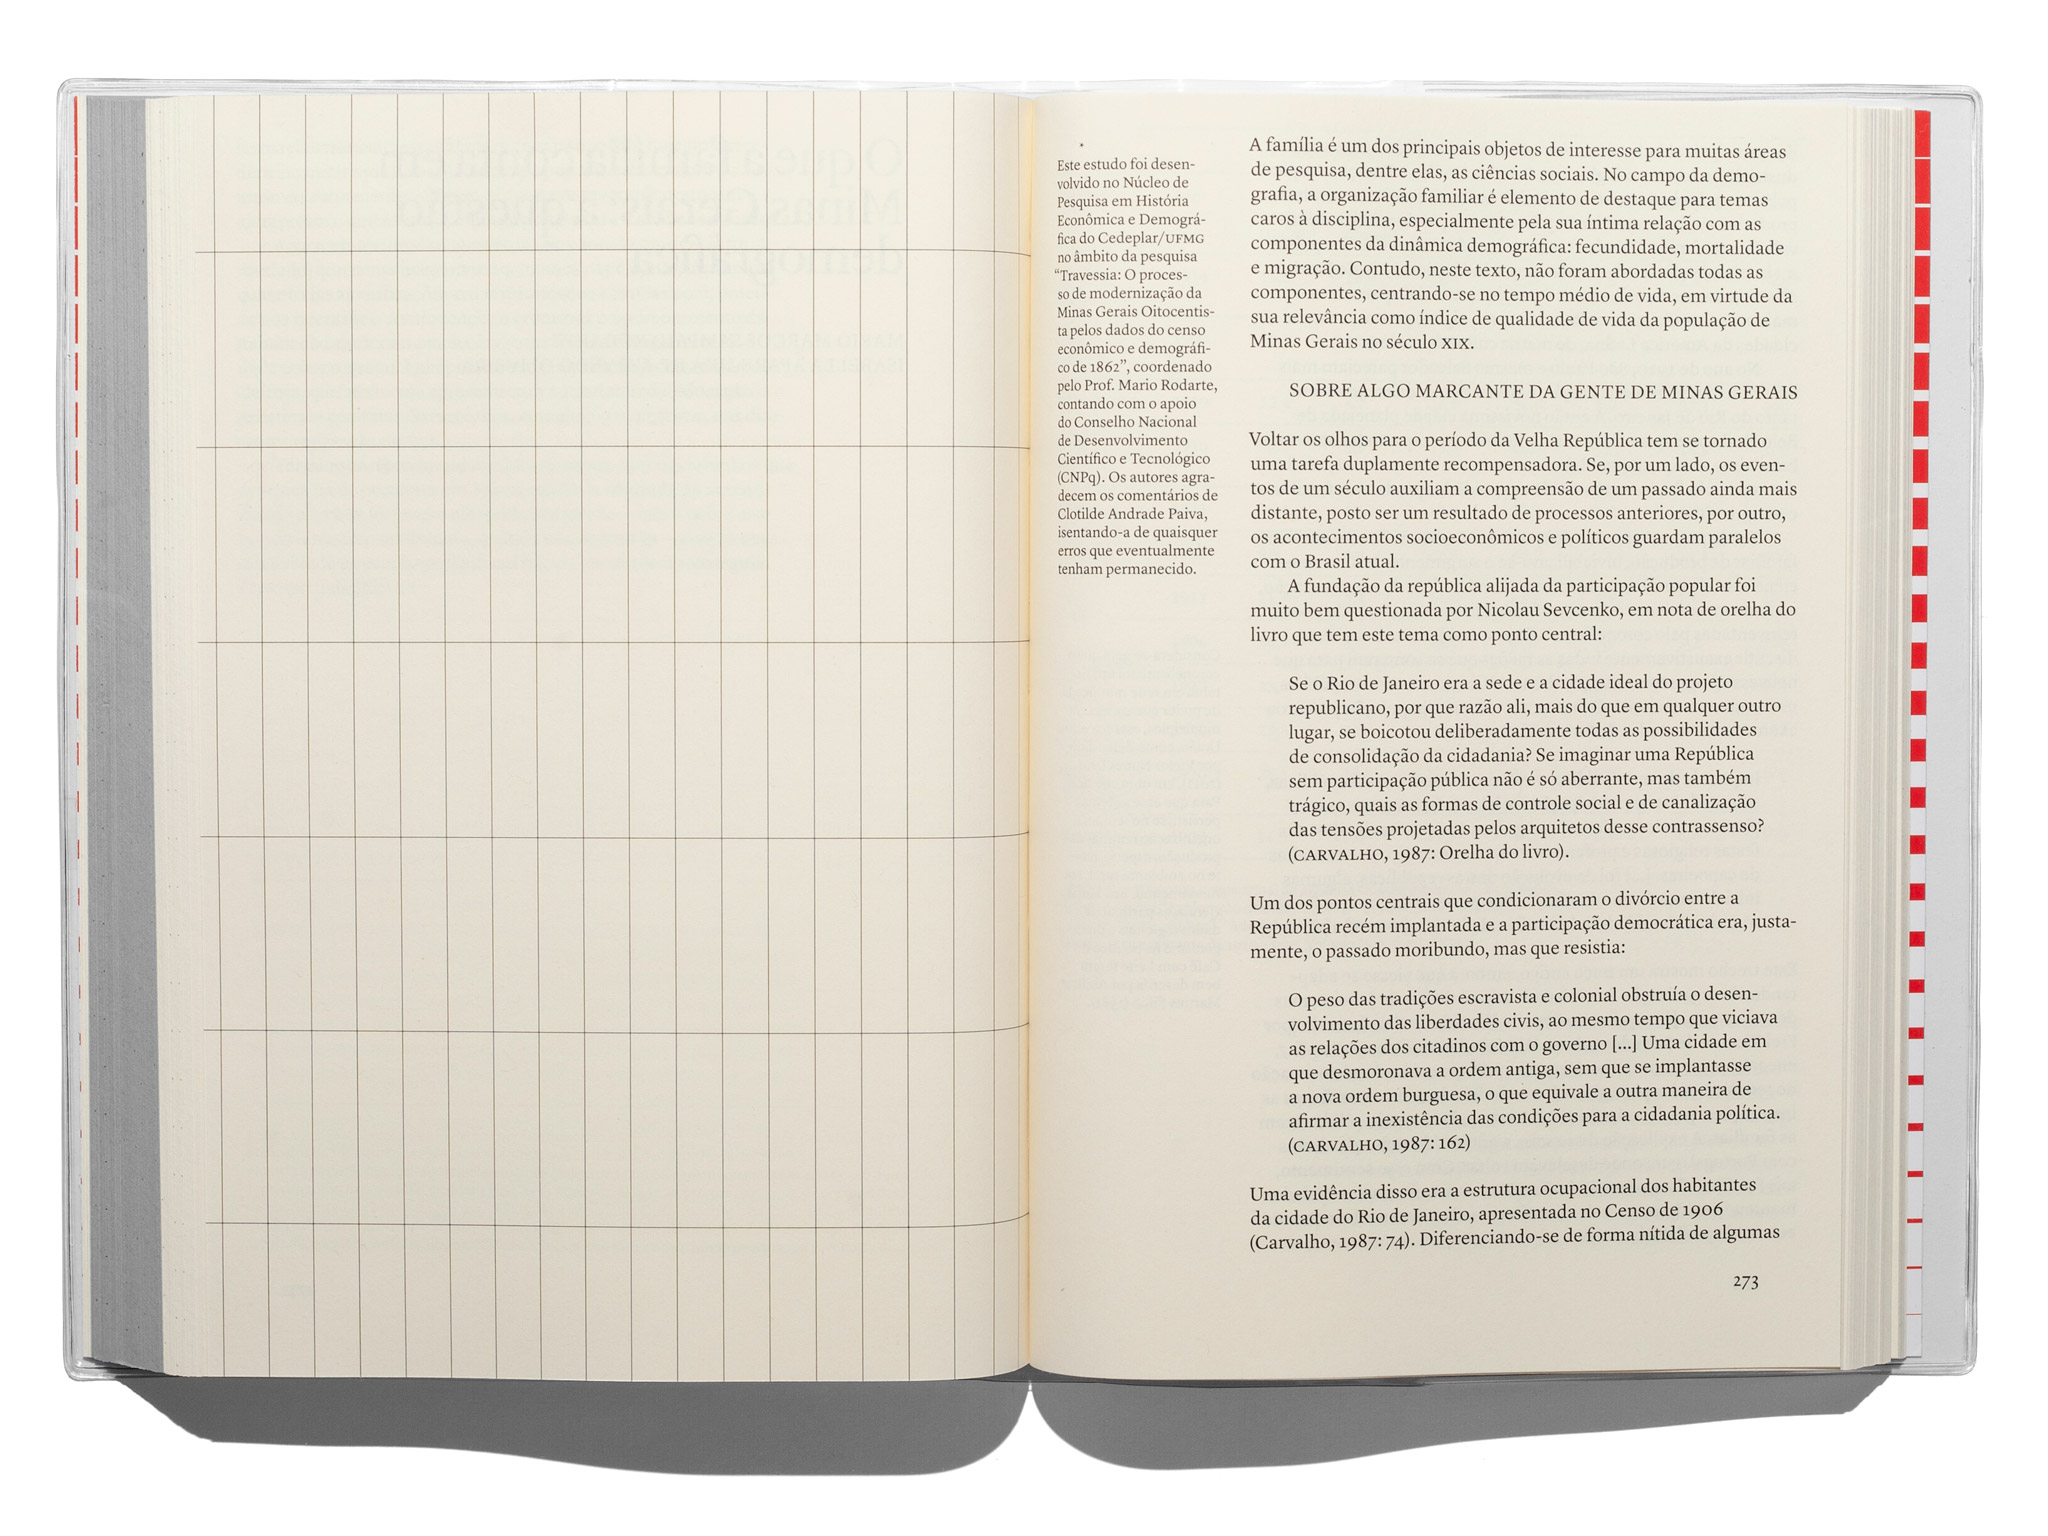 *
Este estudo foi desen-
volvido no Núcleo de
Pesquisa em História
Econômica e Demográ-
fica do Cedeplar/UFMG
no âmbito da pesquisa
“Travessia: O proces-
so de modernização da
Minas Gerais Oitocentis-
ta pelos dados do censo
econômico e demográfi-
co de 1862”, coordenado
pelo Prof. Mario Rodarte,
contando com o apoio
do Conselho Nacional
de Desenvolvimento
Científico e Tecnológico
(CNPq). Os autores agra-
decem os comentários de
Clotilde Andrade Paiva,
isentando-a de quaisquer
erros que eventualmente
tenham permanecido.
A família é um dos principais objetos de interesse para muitas áreas
de pesquisa, dentre elas, as ciências sociais. No campo da demo-
grafia, a organização familiar é elemento de destaque para temas
caros à disciplina, especialmente pela sua íntima relação com as
componentes da dinâmica demográfica: fecundidade, mortalidade
e migração. Contudo, neste texto, não foram abordadas todas as
componentes, centrando-se no tempo médio de vida, em virtude da
sua relevância como índice de qualidade de vida da população de
Minas Gerais no século XIX.
SOBRE ALGO MARCANTE DA GENTE DE MINAS GERAIS
Voltar os olhos para o período da Velha República tem se tornado
uma tarefa duplamente recompensadora. Se, por um lado, os even-
tos de um século auxiliam a compreensão de um passado ainda mais
distante, posto ser um resultado de processos anteriores, por outro,
os acontecimentos socioeconômicos e políticos guardam paralelos
com o Brasil atual.
A fundação da república alijada da participação popular foi
muito bem questionada por Nicolau Sevcenko, em nota de orelha do
livro que tem este tema como ponto central:
Se o Rio de Janeiro era a sede e a cidade ideal do projeto
republicano, por que razão ali, mais do que em qualquer outro
lugar, se boicotou deliberadamente todas as possibilidades
de consolidação da cidadania? Se imaginar uma República
sem participação pública não é só aberrante, mas também
trágico, quais as formas de controle social e de canalização
das tensões projetadas pelos arquitetos desse contrassenso?
(CARVALHO, 1987: Orelha do livro).
Um dos pontos centrais que condicionaram o divórcio entre a
República recém implantada e a participação democrática era, justa-
mente, o passado moribundo, mas que resistia:
O peso das tradições escravista e colonial obstruía o desen-
volvimento das liberdades civis, ao mesmo tempo que viciava
as relações dos citadinos com o governo [...] Uma cidade em
que desmoronava a ordem antiga, sem que se implantasse
a nova ordem burguesa, o que equivale a outra maneira de
afirmar a inexistência das condições para a cidadania política.
(CARVALHO, 1987: 162)
Uma evidência disso era a estrutura ocupacional dos habitantes
da cidade do Rio de Janeiro, apresentada no Censo de 1906
(Carvalho, 1987: 74). Diferenciando-se de forma nítida de algumas
273